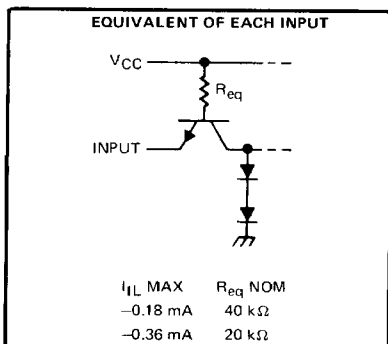 EQUIVALENT OF EACH INPUT
VCC
Req
INPUT
IIL MAX Req NOM
−0.18 mA 40 kΩ
−0.36 mA 20 kΩ